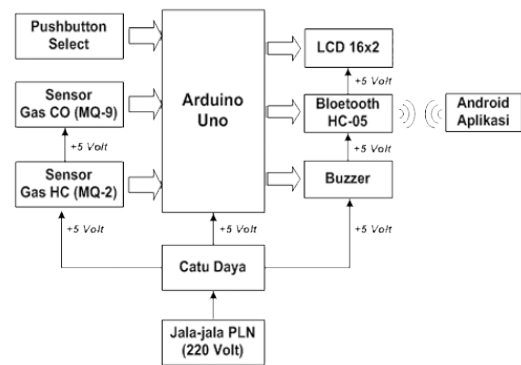 Pushbutton
Select
Sensor
Gas CO (MQ-9)
+5 Volt
Sensor
Gas HC (MQ-2)
+5 Volt
Arduino
Uno
+5 Volt
Catu Daya
Jala-jala PLN
(220 Volt)
LCD 16x2
+5 Volt
Bloetooth
HC-05
+5 Volt
Buzzer
+5 Volt
Android
Aplikasi